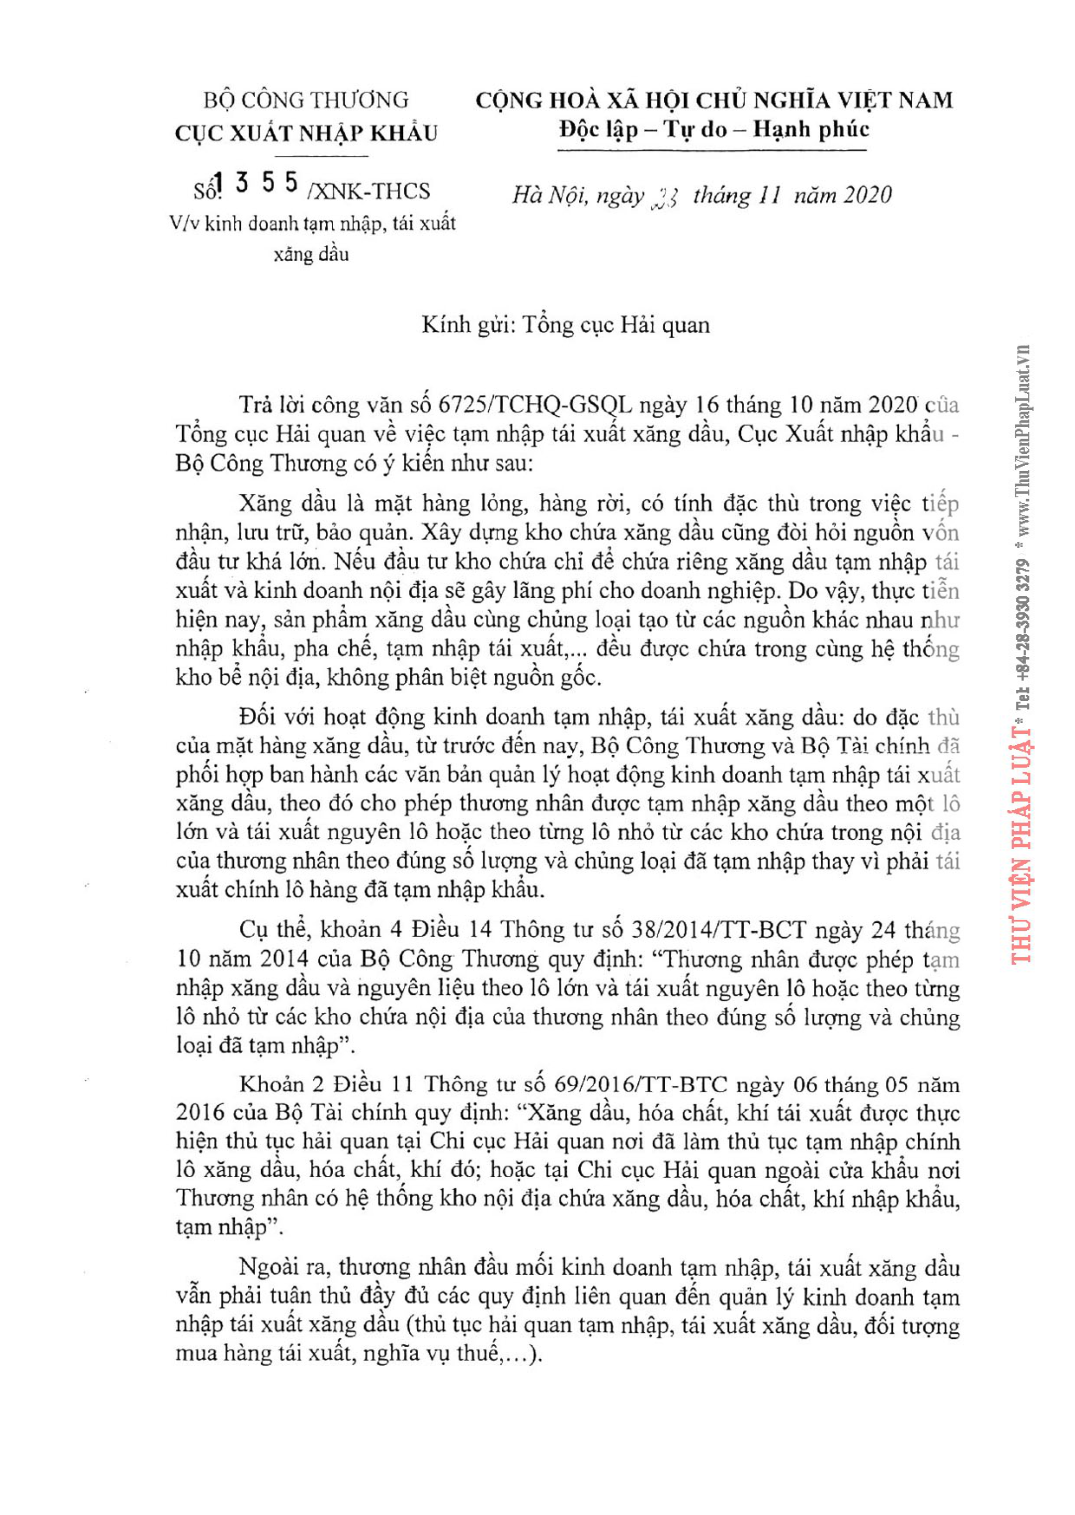 BỘ CÔNG THƯƠNG
CỤC XUẤT NHẬP KHẨU
CỘNG HOÀ XÃ HỘI CHỦ NGHĨA VIỆT NAM
Độc lập – Tự do – Hạnh phúc
Số: 1355 /XNK-THCS
V/v kinh doanh tạm nhập, tái xuất
xăng dầu
Hà Nội, ngày 23 tháng 11 năm 2020
Kính gửi: Tổng cục Hải quan
Trả lời công văn số 6725/TCHQ-GSQL ngày 16 tháng 10 năm 2020 của
Tổng cục Hải quan về việc tạm nhập tái xuất xăng dầu, Cục Xuất nhập khẩu -
Bộ Công Thương có ý kiến như sau:
Xăng dầu là mặt hàng lỏng, hàng rời, có tính đặc thù trong việc tiếp
nhận, lưu trữ, bảo quản. Xây dựng kho chứa xăng dầu cũng đòi hỏi nguồn vốn
đầu tư khá lớn. Nếu đầu tư kho chứa chỉ để chứa riêng xăng dầu tạm nhập tái
xuất và kinh doanh nội địa sẽ gây lãng phí cho doanh nghiệp. Do vậy, thực tiễn
hiện nay, sản phẩm xăng dầu cùng chủng loại tạo từ các nguồn khác nhau như
nhập khẩu, pha chế, tạm nhập tái xuất,... đều được chứa trong cùng hệ thống
kho bể nội địa, không phân biệt nguồn gốc.
Đối với hoạt động kinh doanh tạm nhập, tái xuất xăng dầu: do đặc thù
của mặt hàng xăng dầu, từ trước đến nay, Bộ Công Thương và Bộ Tài chính đã
phối hợp ban hành các văn bản quản lý hoạt động kinh doanh tạm nhập tái xuất
xăng dầu, theo đó cho phép thương nhân được tạm nhập xăng dầu theo một lô
lớn và tái xuất nguyên lô hoặc theo từng lô nhỏ từ các kho chứa trong nội địa
của thương nhân theo đúng số lượng và chủng loại đã tạm nhập thay vì phải tái
xuất chính lô hàng đã tạm nhập khẩu.
Cụ thể, khoản 4 Điều 14 Thông tư số 38/2014/TT-BCT ngày 24 tháng
10 năm 2014 của Bộ Công Thương quy định: “Thương nhân được phép tạm
nhập xăng dầu và nguyên liệu theo lô lớn và tái xuất nguyên lô hoặc theo từng
lô nhỏ từ các kho chứa nội địa của thương nhân theo đúng số lượng và chủng
loại đã tạm nhập”.
Khoản 2 Điều 11 Thông tư số 69/2016/TT-BTC ngày 06 tháng 05 năm
2016 của Bộ Tài chính quy định: “Xăng dầu, hóa chất, khí tái xuất được thực
hiện thủ tục hải quan tại Chi cục Hải quan nơi đã làm thủ tục tạm nhập chính
lô xăng dầu, hóa chất, khí đó; hoặc tại Chi cục Hải quan ngoài cửa khẩu nơi
Thương nhân có hệ thống kho nội địa chứa xăng dầu, hóa chất, khí nhập khẩu,
tạm nhập”.
Ngoài ra, thương nhân đầu mối kinh doanh tạm nhập, tái xuất xăng dầu
vẫn phải tuân thủ đầy đủ các quy định liên quan đến quản lý kinh doanh tạm
nhập tái xuất xăng dầu (thủ tục hải quan tạm nhập, tái xuất xăng dầu, đối tượng
mua hàng tái xuất, nghĩa vụ thuế,...).
THƯ VIỆN PHÁP LUẬT * Tel: +84-28-3930 3279 * www.ThuVienPhapLuat.vn